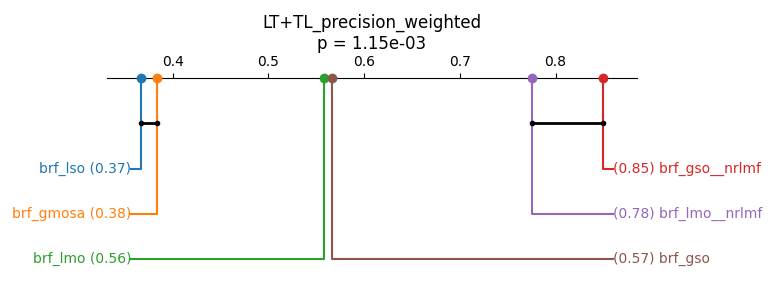 LT+TL_precision_weighted
p = 1.15e-03
0.4 0.5 0.6 0.7 0.8
brf_lso (0.37) (0.85) brf_gso__nrlmf
brf_gmosa (0.38) (0.78) brf_lmo__nrlmf
brf_lmo (0.56) (0.57) brf_gso